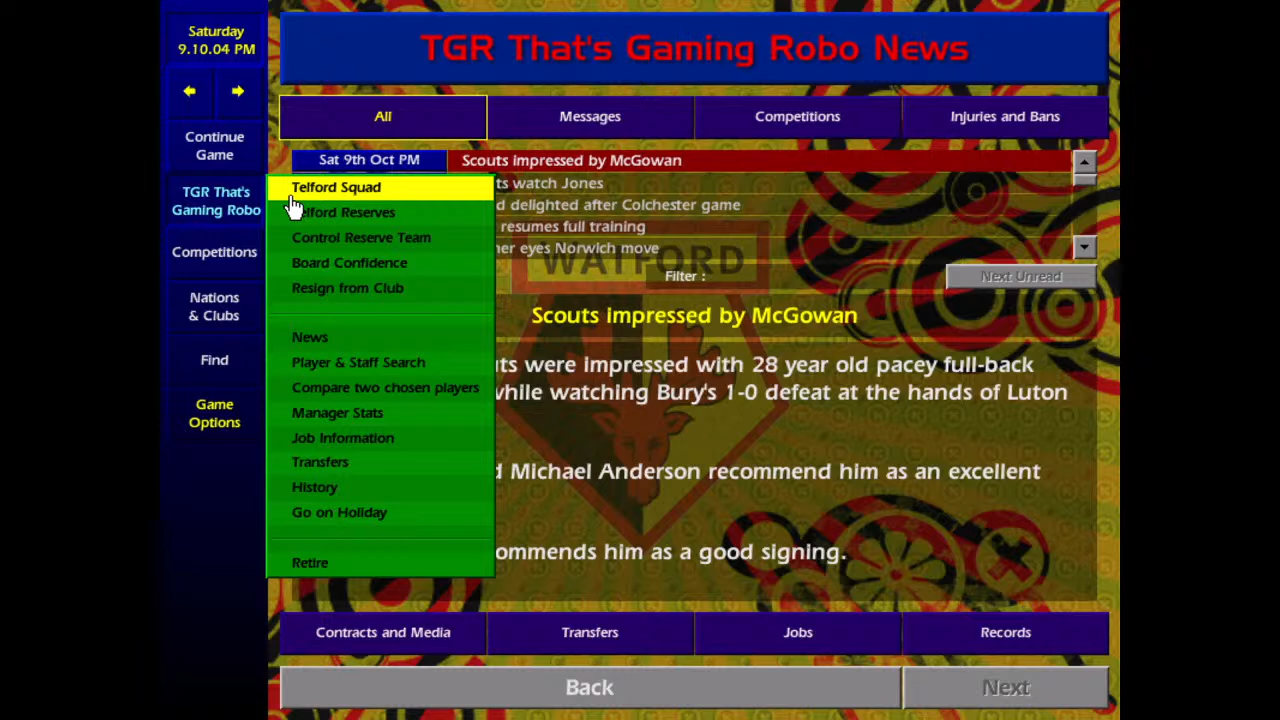 Saturday
9.10.04 PM
Continue
Game
TGR That's
Gaming Robo
Competitions
Nations
& Clubs
Find
Game
Options
TGR That's Gaming Robo News
All
Messages
Competitions
Injuries and Bans
Sat 9th Oct PM
Scouts impressed by McGowan
ts watch Jones
d delighted after Colchester game
resumes full training
her eyes Norwich move
WATFORD
Filter :
Next Unread
Telford Squad
lford Reserves
Control Reserve Team
Board Confidence
Resign from Club
News
Player & Staff Search
Compare two chosen players
Manager Stats
Job Information
Transfers
History
Go on Holiday
Retire
Scouts impressed by McGowan
uts were impressed with 28 year old pacey full-back
while watching Bury's 1-0 defeat at the hands of Luton
d Michael Anderson recommend him as an excellent
ommends him as a good signing.
Contracts and Media
Transfers
Jobs
Records
Back
Next